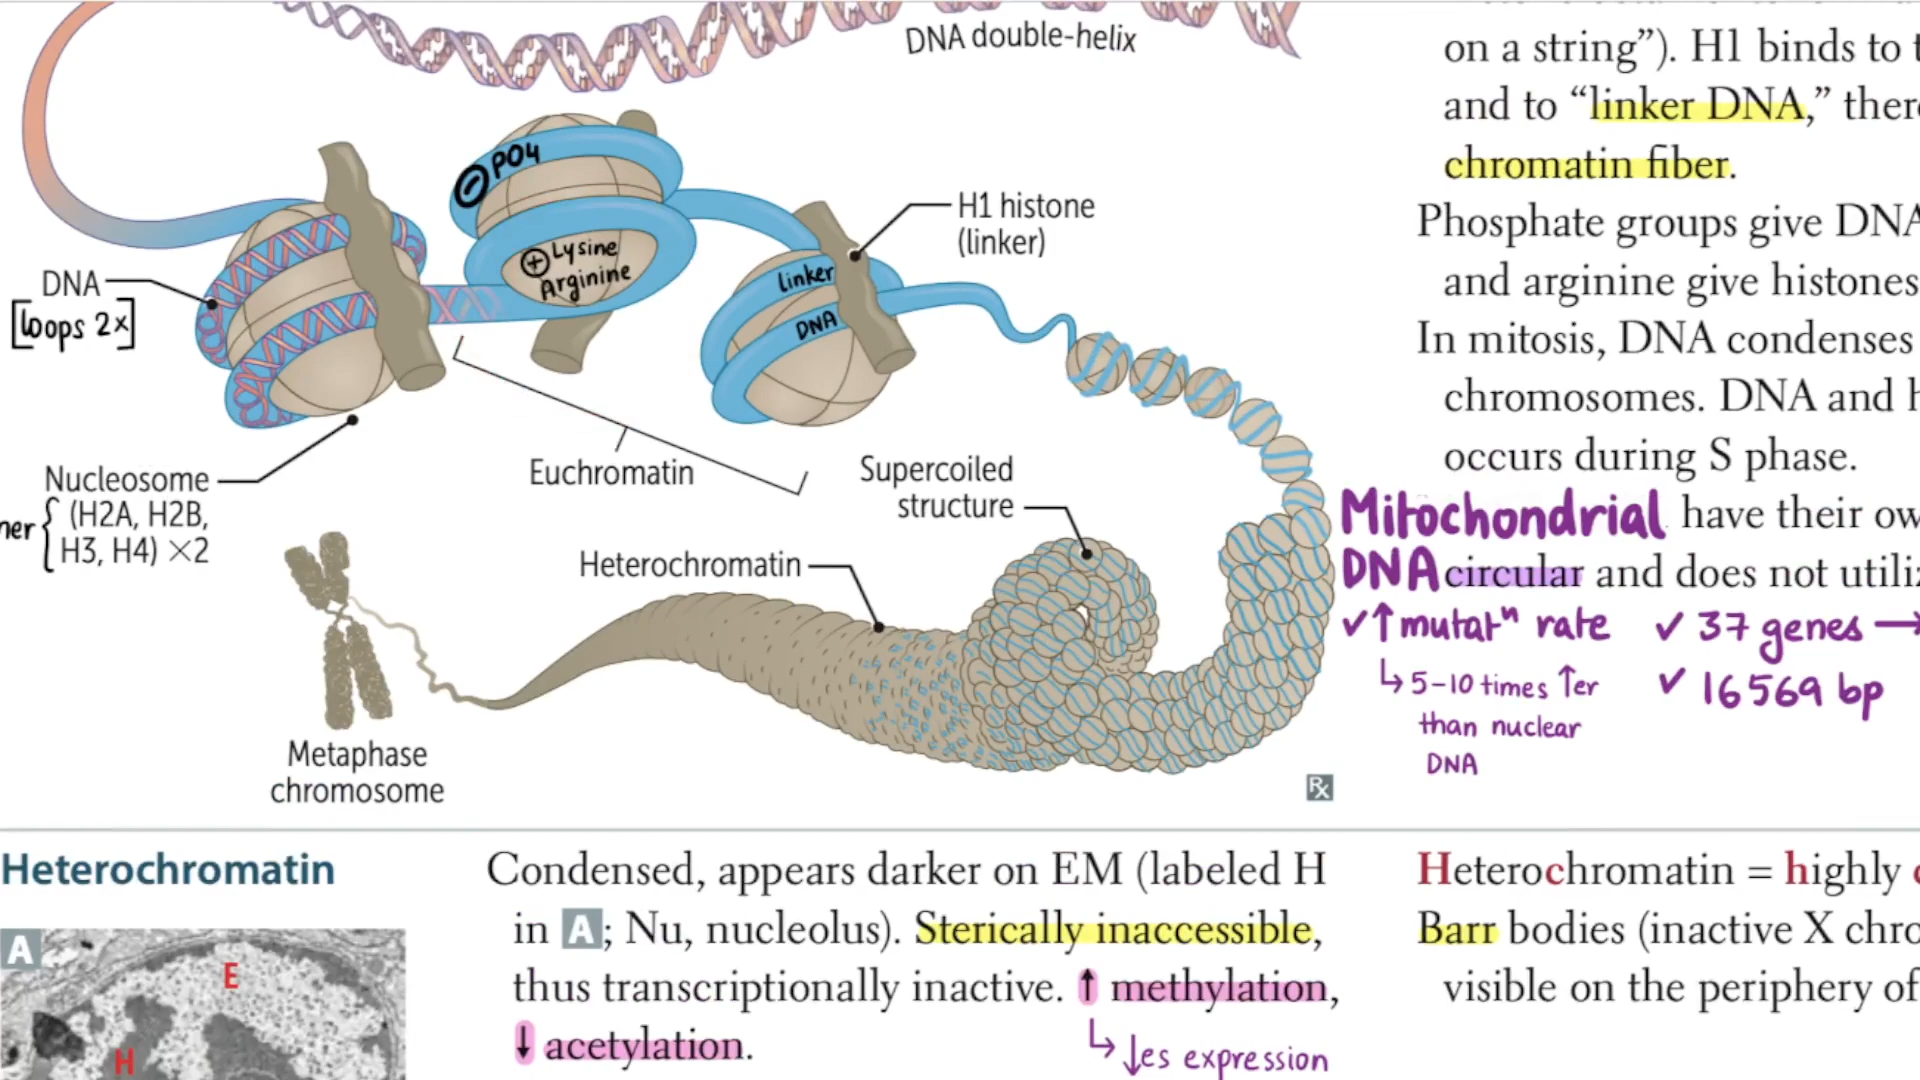 DNA double-helix
PO4
Lysine
Arginine
H1 histone
(linker)
linker
DNA
DNA
[loops 2x]
Nucleosome
(H2A, H2B,
H3, H4) ×2
Euchromatin
Supercoiled
structure
Heterochromatin
Metaphase
chromosome
Rx
on a string”). H1 binds to
and to “linker DNA,”
chromatin fiber.
Phosphate groups give DNA
and arginine give histones
In mitosis, DNA condenses
chromosomes. DNA and
occurs during S phase.
Mitochondrial have their
DNA circular and does not
✓↑ mutatⁿ rate
↳ 5–10 times ↑er
than nuclear
DNA
✓ 37 genes →
✓ 16569 bp
Heterochromatin
A
E
H
Condensed, appears darker on EM (labeled H
in A; Nu, nucleolus). Sterically inaccessible,
thus transcriptionally inactive. ↑ methylation,
↓ acetylation.
↳ ↓es expression
Heterochromatin = highly
Barr bodies (inactive X
visible on the periphery of